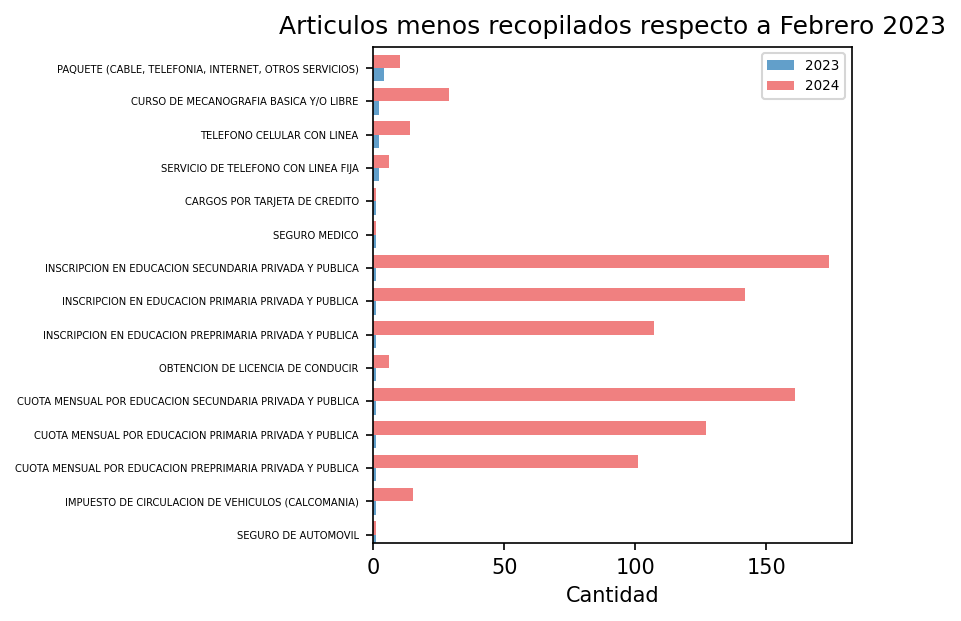 Articulos menos recopilados respecto a Febrero 2023
PAQUETE (CABLE, TELEFONIA, INTERNET, OTROS SERVICIOS)
CURSO DE MECANOGRAFIA BASICA Y/O LIBRE
TELEFONO CELULAR CON LINEA
SERVICIO DE TELEFONO CON LINEA FIJA
CARGOS POR TARJETA DE CREDITO
SEGURO MEDICO
INSCRIPCION EN EDUCACION SECUNDARIA PRIVADA Y PUBLICA
INSCRIPCION EN EDUCACION PRIMARIA PRIVADA Y PUBLICA
INSCRIPCION EN EDUCACION PREPRIMARIA PRIVADA Y PUBLICA
OBTENCION DE LICENCIA DE CONDUCIR
CUOTA MENSUAL POR EDUCACION SECUNDARIA PRIVADA Y PUBLICA
CUOTA MENSUAL POR EDUCACION PRIMARIA PRIVADA Y PUBLICA
CUOTA MENSUAL POR EDUCACION PREPRIMARIA PRIVADA Y PUBLICA
IMPUESTO DE CIRCULACION DE VEHICULOS (CALCOMANIA)
SEGURO DE AUTOMOVIL
2023
2024
0 50 100 150
Cantidad